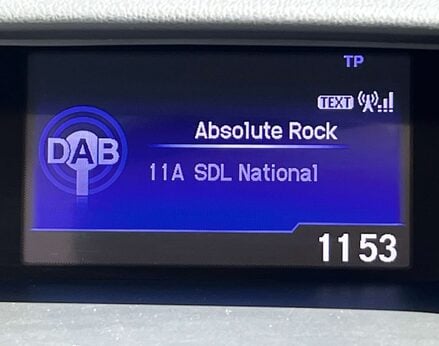 TP
TEXT
DAB
Absolute Rock
11A SDL National
11 53